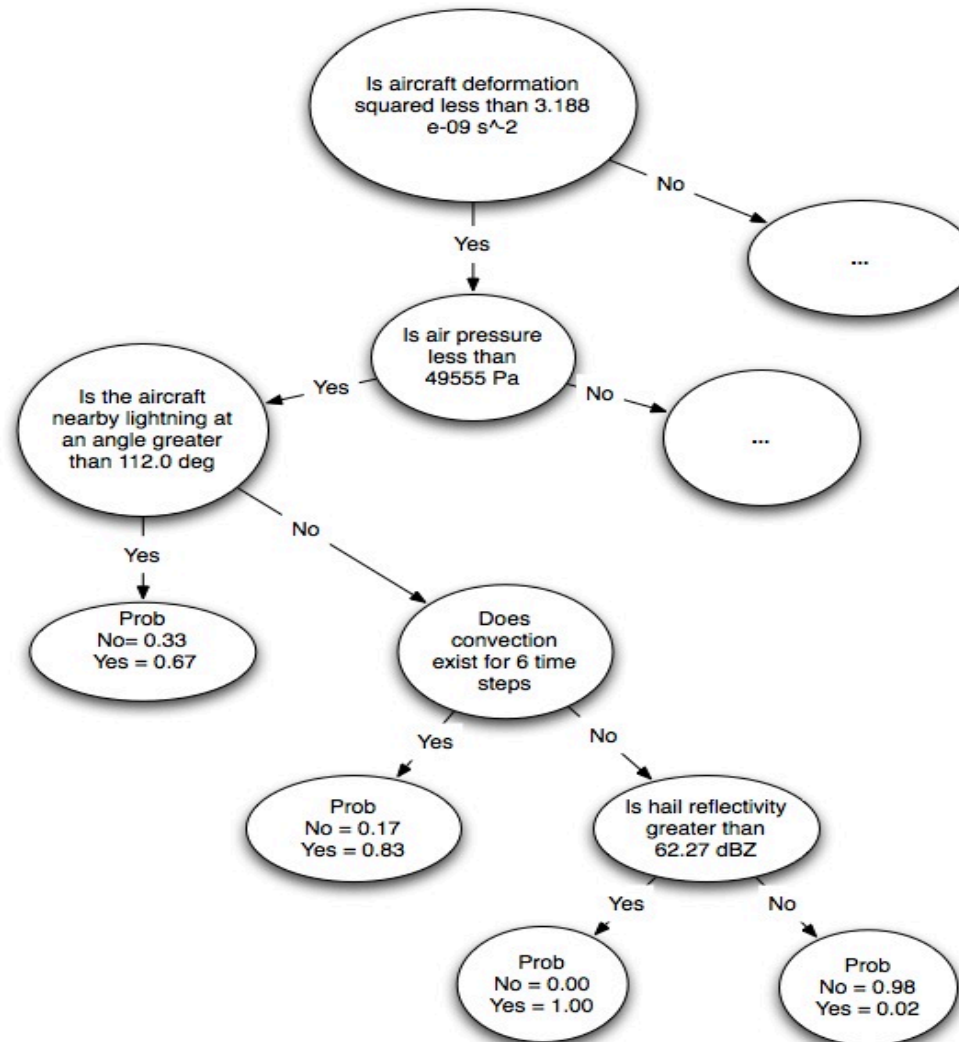 Is aircraft deformation
squared less than 3.188
e-09 s^-2
No
Yes
...
Is air pressure
less than
49555 Pa
Yes
No
Is the aircraft
nearby lightning at
an angle greater
than 112.0 deg
...
No
Yes
Prob
No= 0.33
Yes = 0.67
Does
convection
exist for 6 time
steps
Yes
No
Prob
No = 0.17
Yes = 0.83
Is hail reflectivity
greater than
62.27 dBZ
Yes
No
Prob
No = 0.00
Yes = 1.00
Prob
No = 0.98
Yes = 0.02